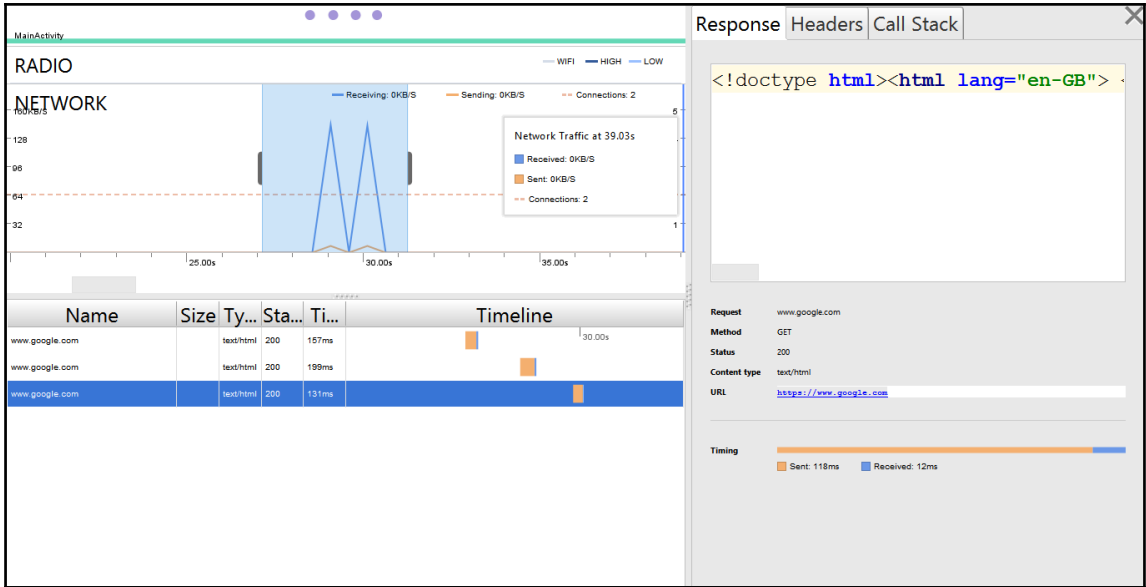 MainActivity
RADIO
WIFI HIGH LOW
NETWORK
160KB/S
Receiving: 0KB/S Sending: 0KB/S Connections: 2
5
128
96
64
32
1
Network Traffic at 39.03s
Received: 0KB/S
Sent: 0KB/S
Connections: 2
25.00s 30.00s 35.00s
Name Size Ty... Sta... Ti... Timeline
30.00s
www.google.com text/html 200 157ms
www.google.com text/html 200 199ms
www.google.com text/html 200 131ms
Response Headers Call Stack
<!doctype html><html lang="en-GB">
Request www.google.com
Method GET
Status 200
Content type text/html
URL https://www.google.com
Timing
Sent: 118ms Received: 12ms